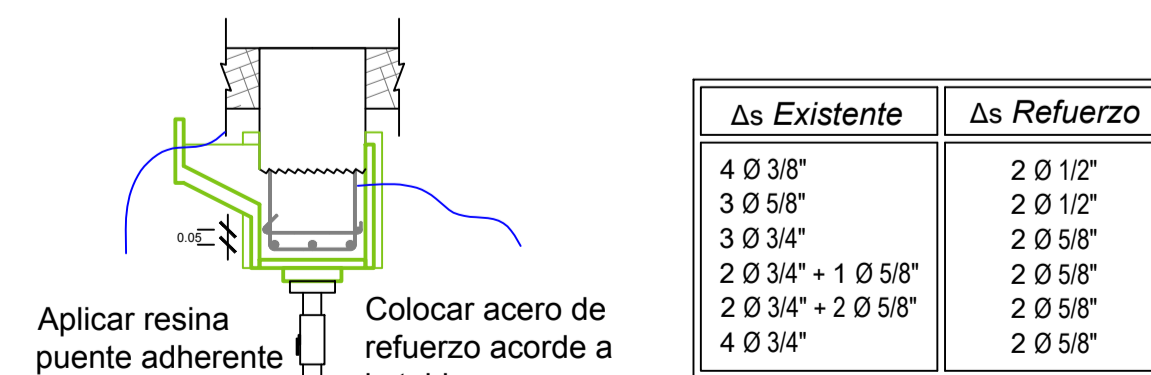 0.05
Aplicar resina
puente adherente
Colocar acero de
refuerzo acorde a
Δs Existente Δs Refuerzo
4 Ø 3/8" 2 Ø 1/2"
3 Ø 5/8" 2 Ø 1/2"
3 Ø 3/4" 2 Ø 5/8"
2 Ø 3/4" + 1 Ø 5/8" 2 Ø 5/8"
2 Ø 3/4" + 2 Ø 5/8" 2 Ø 5/8"
4 Ø 3/4" 2 Ø 5/8"